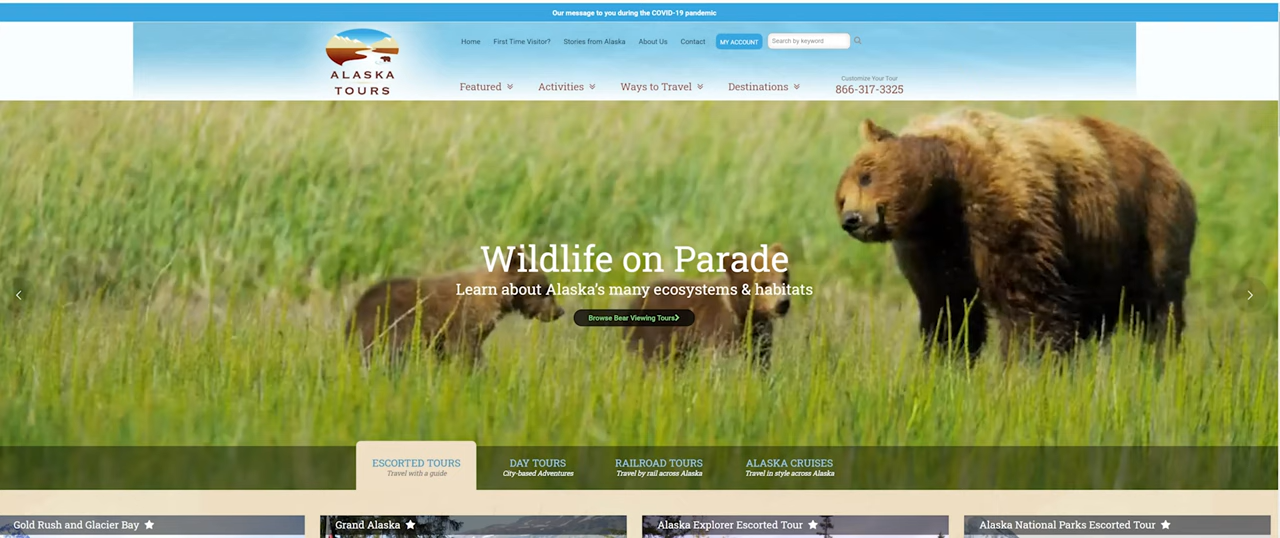 Our message to you during the COVID-19 pandemic
ALASKA
TOURS
Home First Time Visitor? Stories from Alaska About Us Contact MY ACCOUNT Search by keyword
Customize Your Tour
Featured Activities Ways to Travel Destinations 866-317-3325
Wildlife on Parade
Learn about Alaska's many ecosystems & habitats
Browse Bear Viewing Tours
ESCORTED TOURS DAY TOURS RAILROAD TOURS ALASKA CRUISES
Travel with a guide City-based Adventures Travel by rail across Alaska Travel in style across Alaska
Gold Rush and Glacier Bay Grand Alaska Alaska Explorer Escorted Tour Alaska National Parks Escorted Tour